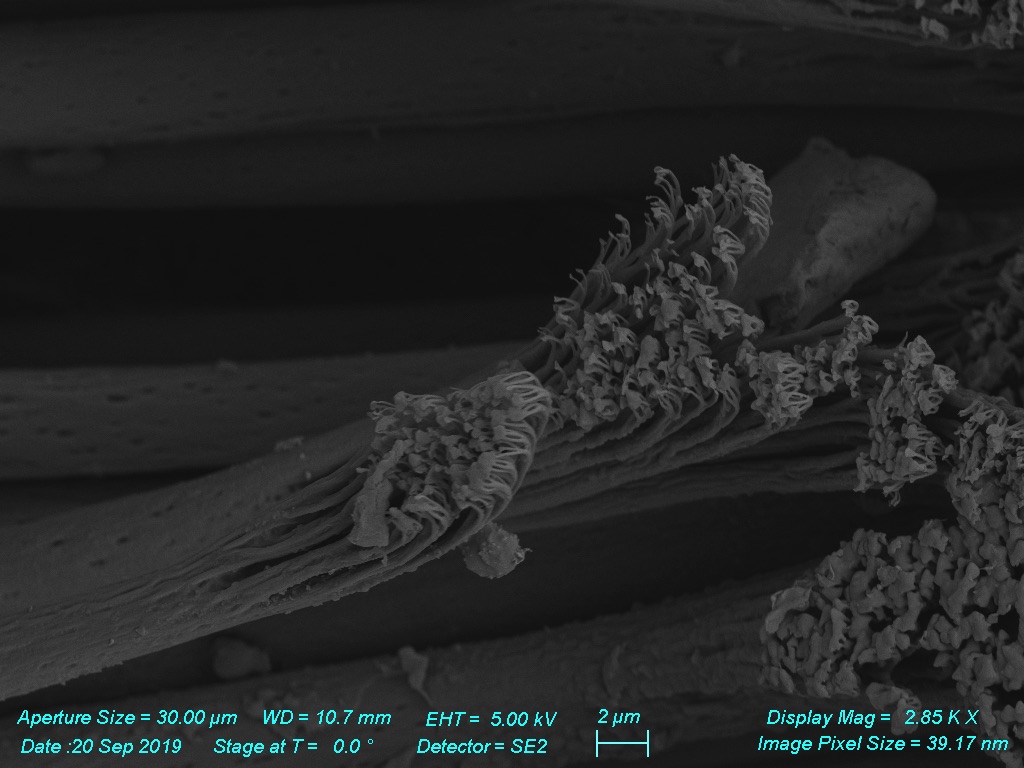 Aperture Size = 30.00 µm WD = 10.7 mm EHT = 5.00 kV 2 µm Display Mag = 2.85 K X
Date :20 Sep 2019 Stage at T = 0.0 ° Detector = SE2 Image Pixel Size = 39.17 nm